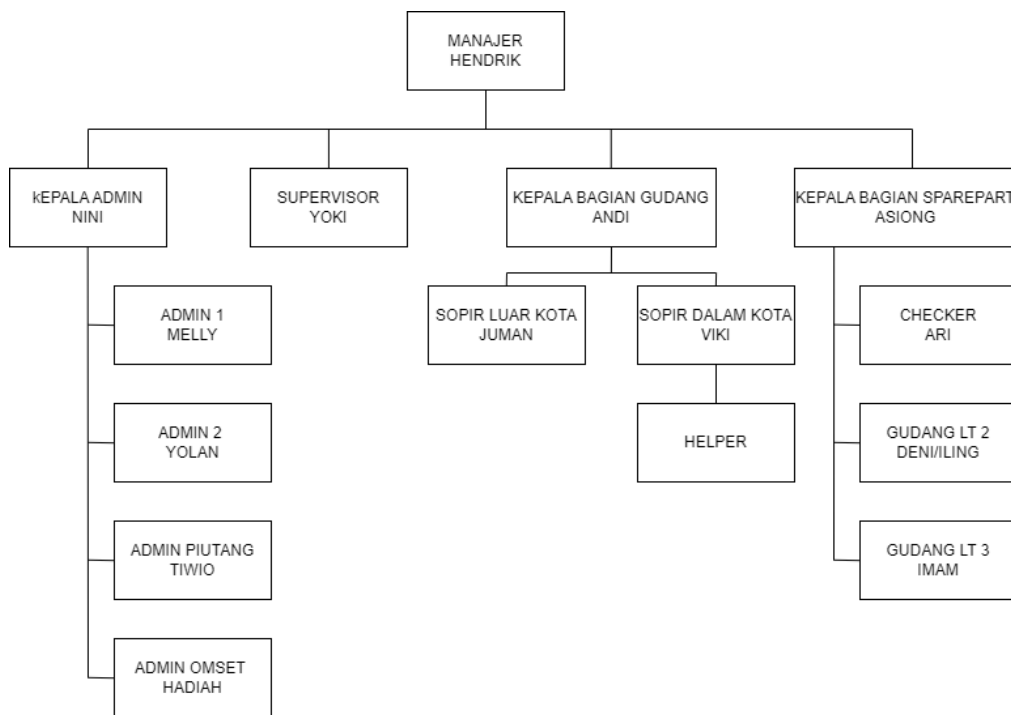 MANAJER
HENDRIK
kEPALA ADMIN
NINI
SUPERVISOR
YOKI
KEPALA BAGIAN GUDANG
ANDI
KEPALA BAGIAN SPAREPART
ASIONG
ADMIN 1
MELLY
SOPIR LUAR KOTA
JUMAN
SOPIR DALAM KOTA
VIKI
CHECKER
ARI
ADMIN 2
YOLAN
HELPER
GUDANG LT 2
DENI/ILING
ADMIN PIUTANG
TIWIO
GUDANG LT 3
IMAM
ADMIN OMSET
HADIAH